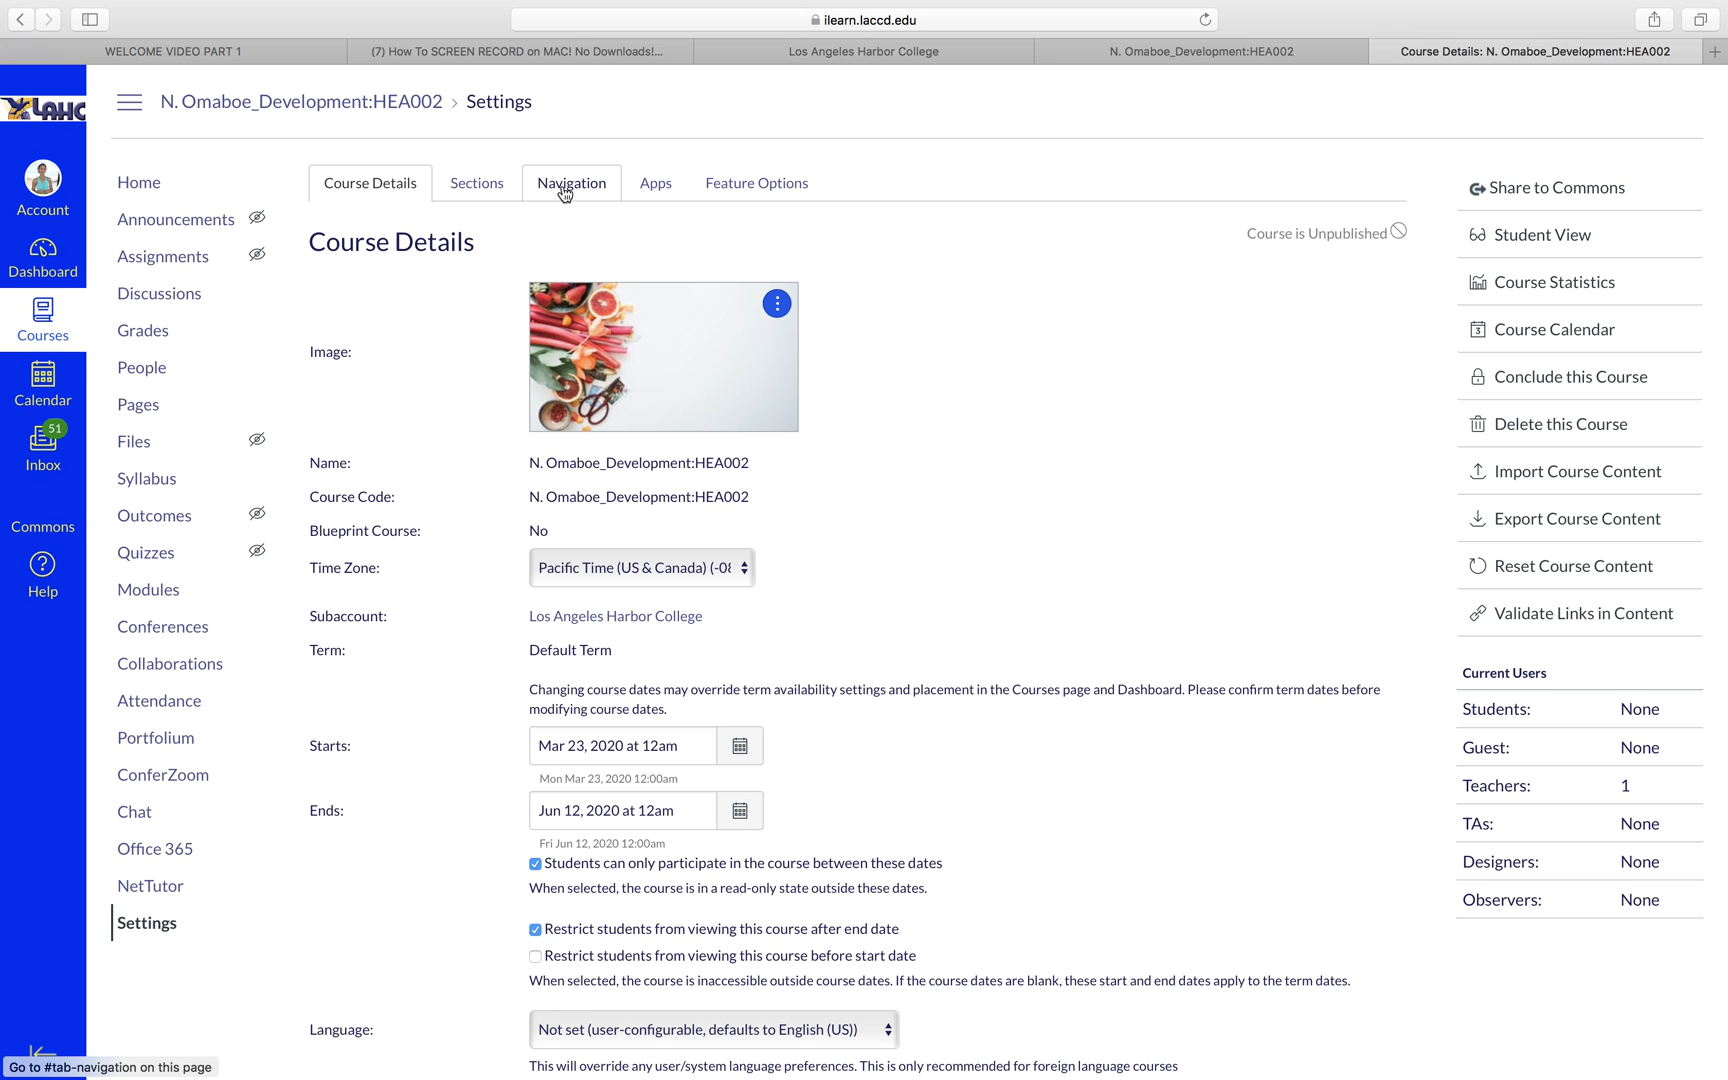 ilearn.laccd.edu
WELCOME VIDEO PART 1
(7) How To SCREEN RECORD on MAC! No Downloads!...
Los Angeles Harbor College
N. Omaboe_Development:HEA002
Course Details: N. Omaboe_Development:HEA002
LAHC
Account
Dashboard
Courses
Calendar
51
Inbox
Commons
Help
N. Omaboe_Development:HEA002 › Settings
Home
Announcements
Assignments
Discussions
Grades
People
Pages
Files
Syllabus
Outcomes
Quizzes
Modules
Conferences
Collaborations
Attendance
Portfolium
ConferZoom
Chat
Office 365
NetTutor
Settings
Course Details
Sections
Navigation
Apps
Feature Options
Course Details
Course is Unpublished
Image:
Name: N. Omaboe_Development:HEA002
Course Code: N. Omaboe_Development:HEA002
Blueprint Course: No
Time Zone: Pacific Time (US & Canada) (-08
Subaccount: Los Angeles Harbor College
Term: Default Term
Changing course dates may override term availability settings and placement in the Courses page and Dashboard. Please confirm term dates before
modifying course dates.
Starts: Mar 23, 2020 at 12am
Mon Mar 23, 2020 12:00am
Ends: Jun 12, 2020 at 12am
Fri Jun 12, 2020 12:00am
Students can only participate in the course between these dates
When selected, the course is in a read-only state outside these dates.
Restrict students from viewing this course after end date
Restrict students from viewing this course before start date
When selected, the course is inaccessible outside course dates. If the course dates are blank, these start and end dates apply to the term dates.
Language: Not set (user-configurable, defaults to English (US))
This will override any user/system language preferences. This is only recommended for foreign language courses
Share to Commons
Student View
Course Statistics
3
Course Calendar
Conclude this Course
Delete this Course
Import Course Content
Export Course Content
Reset Course Content
Validate Links in Content
Current Users
Students: None
Guest: None
Teachers: 1
TAs: None
Designers: None
Observers: None
Go to #tab-navigation on this page